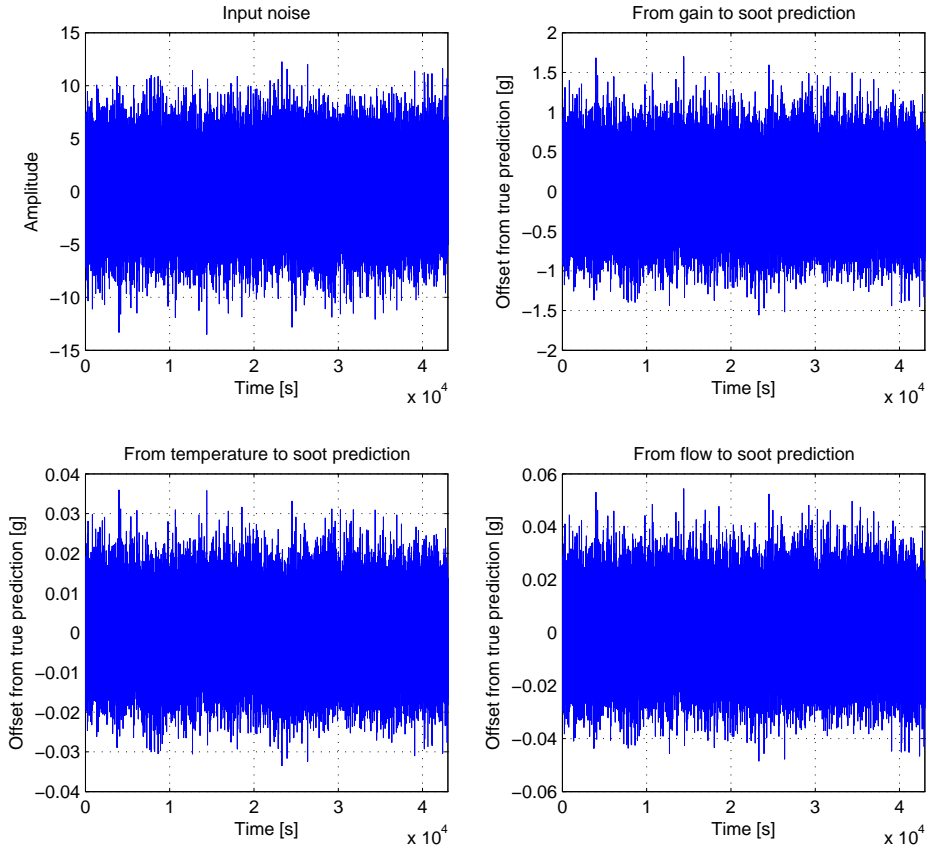 Input noise
15
10
5
0
−5
−10
−15
Amplitude
0 1 2 3 4
Time [s]
x 10^4
From gain to soot prediction
2
1.5
1
0.5
0
−0.5
−1
−1.5
−2
Offset from true prediction [g]
0 1 2 3 4
Time [s]
x 10^4
From temperature to soot prediction
0.04
0.03
0.02
0.01
0
−0.01
−0.02
−0.03
−0.04
Offset from true prediction [g]
0 1 2 3 4
Time [s]
x 10^4
From flow to soot prediction
0.06
0.04
0.02
0
−0.02
−0.04
−0.06
Offset from true prediction [g]
0 1 2 3 4
Time [s]
x 10^4